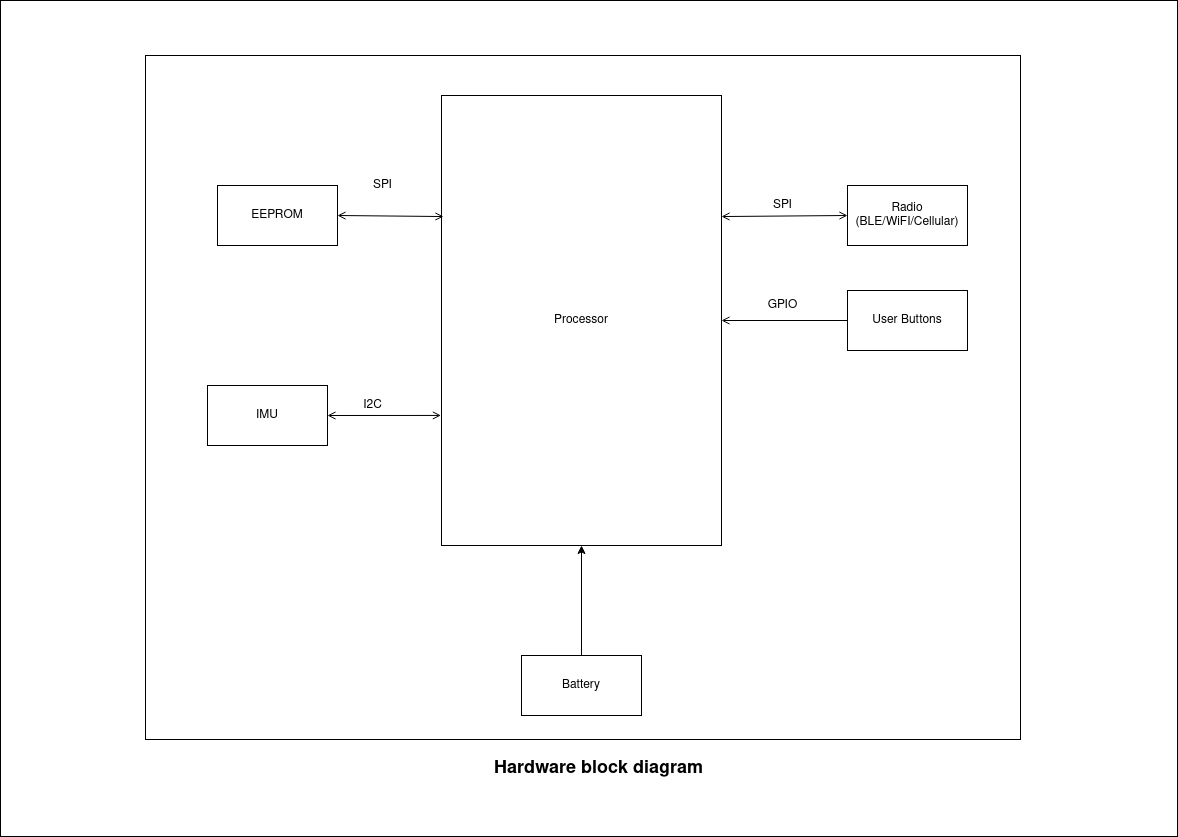 SPI
EEPROM
SPI
Radio
(BLE/WiFI/Cellular)
GPIO
Processor
User Buttons
I2C
IMU
Battery
Hardware block diagram